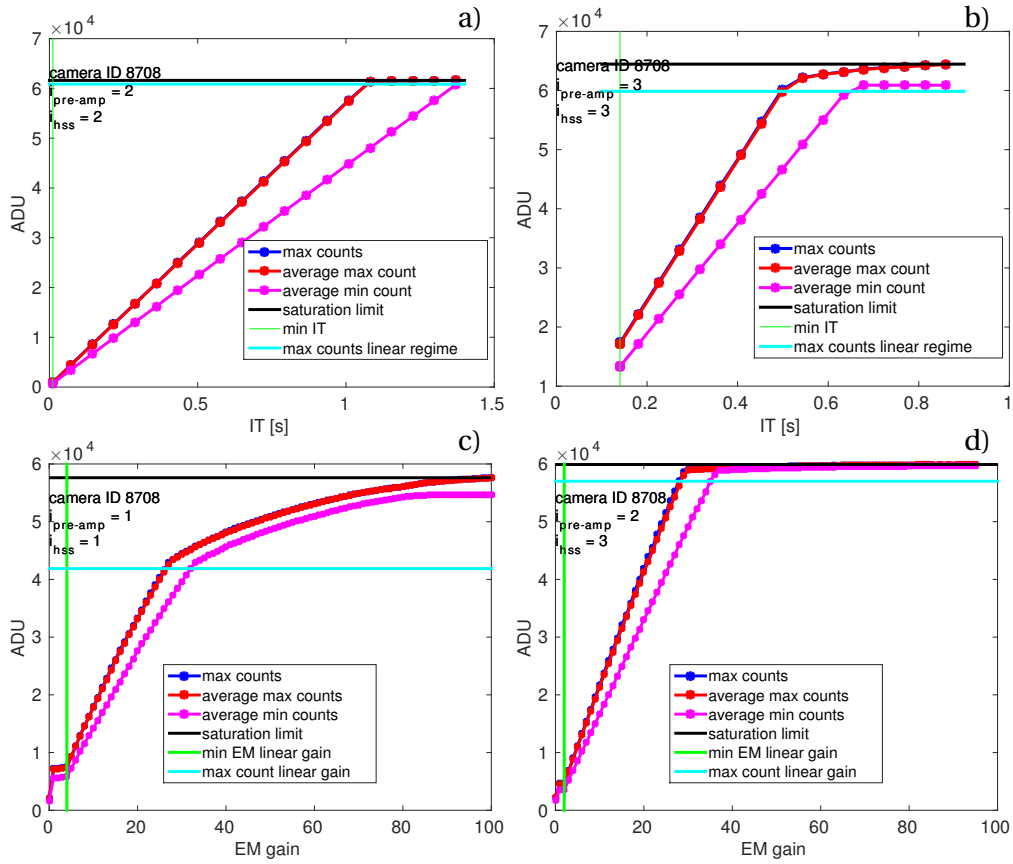 a)
×10⁴
7
6
5
4
3
2
1
0
ADU
camera ID 8708
i_pre-amp = 2
i_hss = 2
max counts
average max count
average min count
saturation limit
min IT
max counts linear regime
0
0.5
1
1.5
IT [s]
b)
×10⁴
7
6
5
4
3
2
1
ADU
camera ID 8708
i_pre-amp = 3
i_hss = 3
max counts
average max count
average min count
saturation limit
min IT
max counts linear regime
0
0.2
0.4
0.6
0.8
1
IT [s]
c)
×10⁴
6
5
4
3
2
1
0
ADU
camera ID 8708
i_pre-amp = 1
i_hss = 1
max counts
average max counts
average min counts
saturation limit
min EM linear gain
max count linear gain
0
20
40
60
80
100
EM gain
d)
×10⁴
6
5
4
3
2
1
0
ADU
camera ID 8708
i_pre-amp = 2
i_hss = 3
max counts
average max counts
average min counts
saturation limit
min EM linear gain
max count linear gain
0
20
40
60
80
100
EM gain